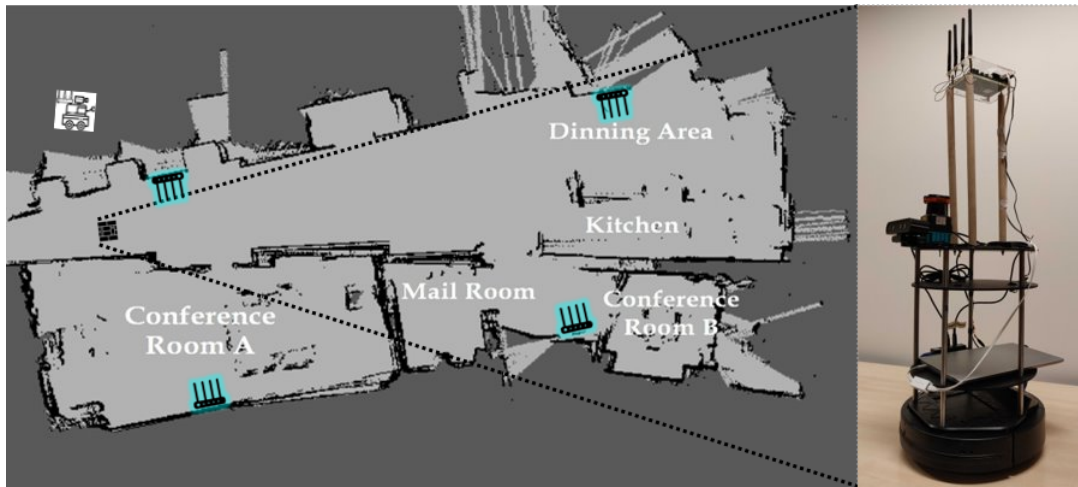 Dinning Area
Kitchen
Mail Room
Conference
Room A
Conference
Room B